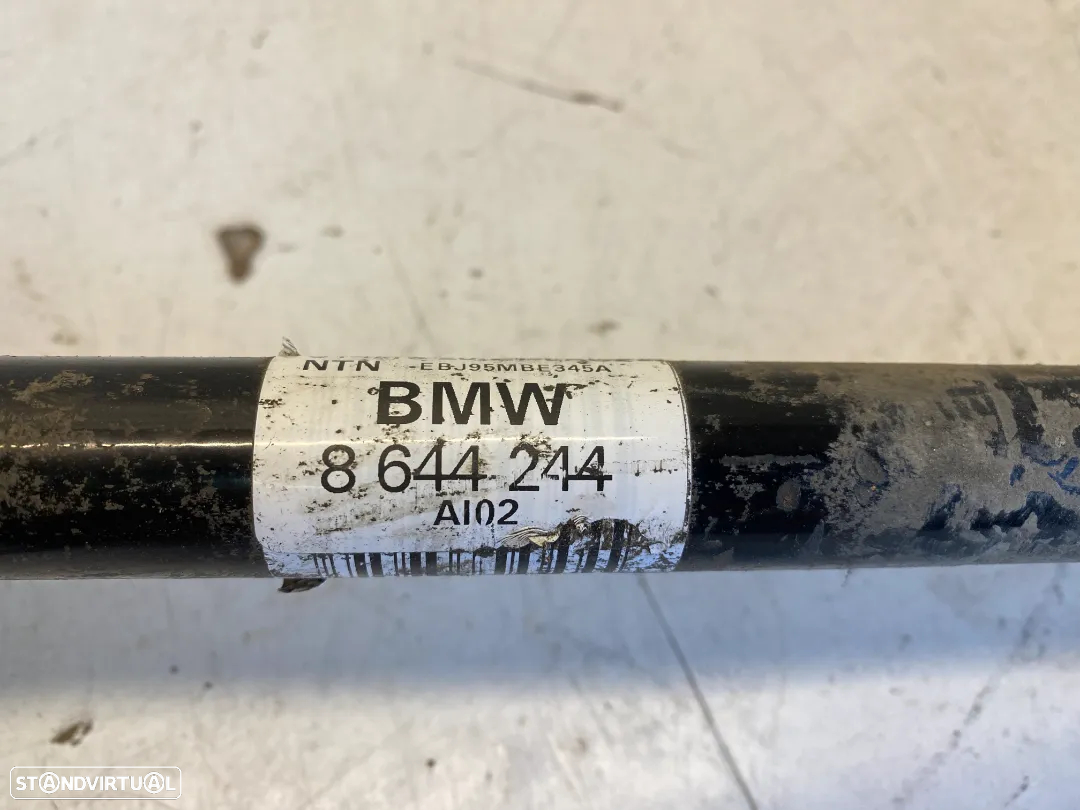 NTN EBJ95MBE345A
BMW
8 644 244
AI02
STANDVIRTUAL